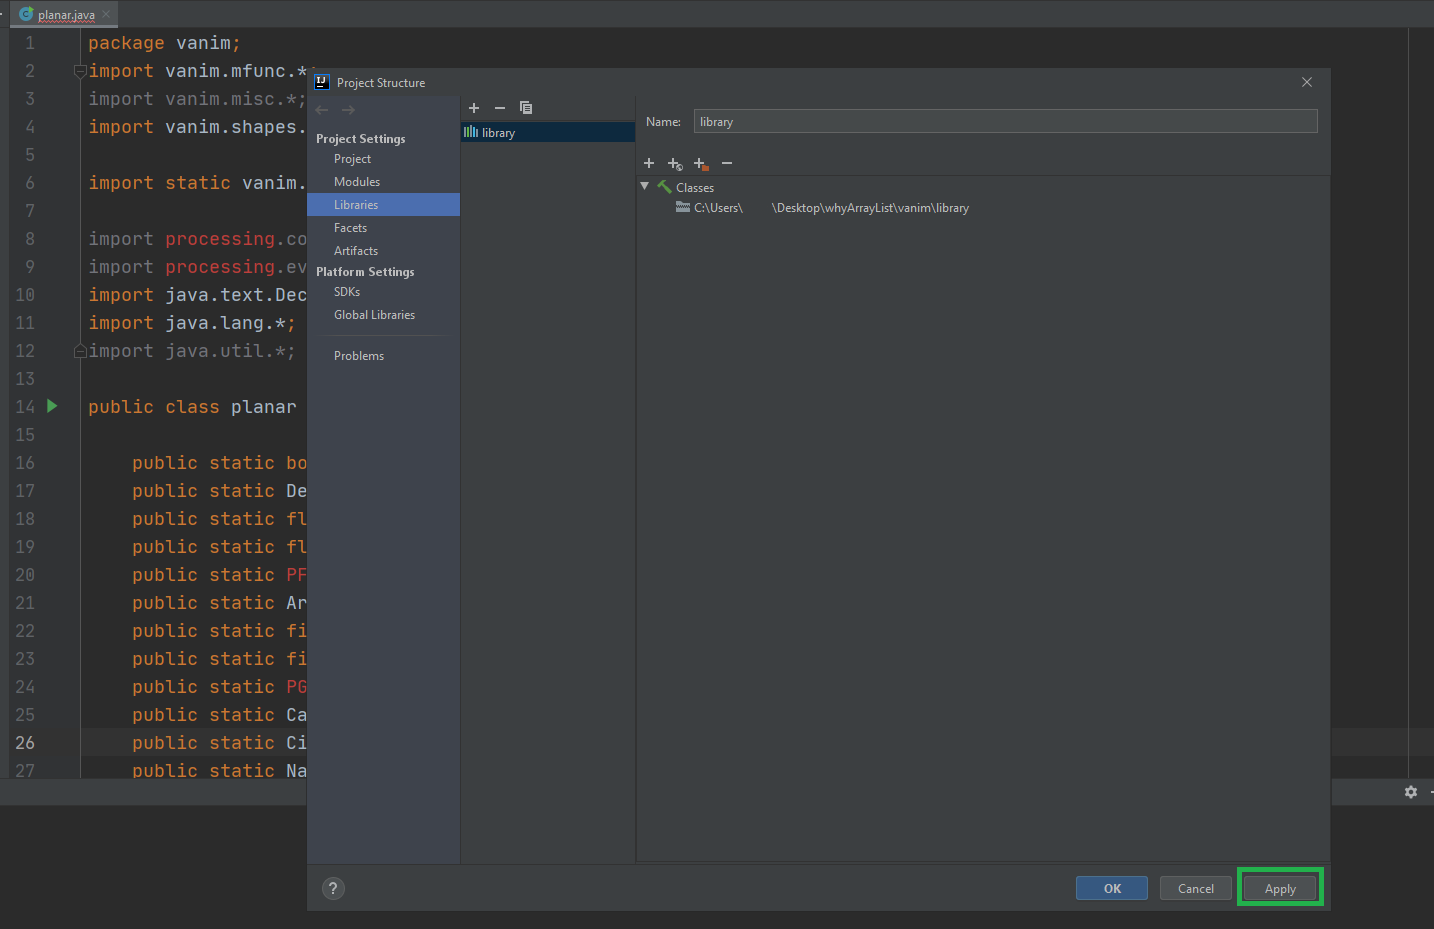 planar.java
1 package vanim;
2 import vanim.mfunc.*;
3 import vanim.misc.*;
4 import vanim.shapes.
5
6 import static vanim.
7
8 import processing.co
9 import processing.ev
10 import java.text.Dec
11 import java.lang.*;
12 import java.util.*;
13
14 public class planar
15
16 public static bo
17 public static De
18 public static fl
19 public static fl
20 public static PF
21 public static Ar
22 public static fi
23 public static fi
24 public static PG
25 public static Ca
26 public static Ci
27 public static Na
IJ Project Structure
Project Settings
Project
Modules
Libraries
Facets
Artifacts
Platform Settings
SDKs
Global Libraries
Problems
library
Name: library
Classes
C:\Users\ \Desktop\whyArrayList\vanim\library
?
OK
Cancel
Apply